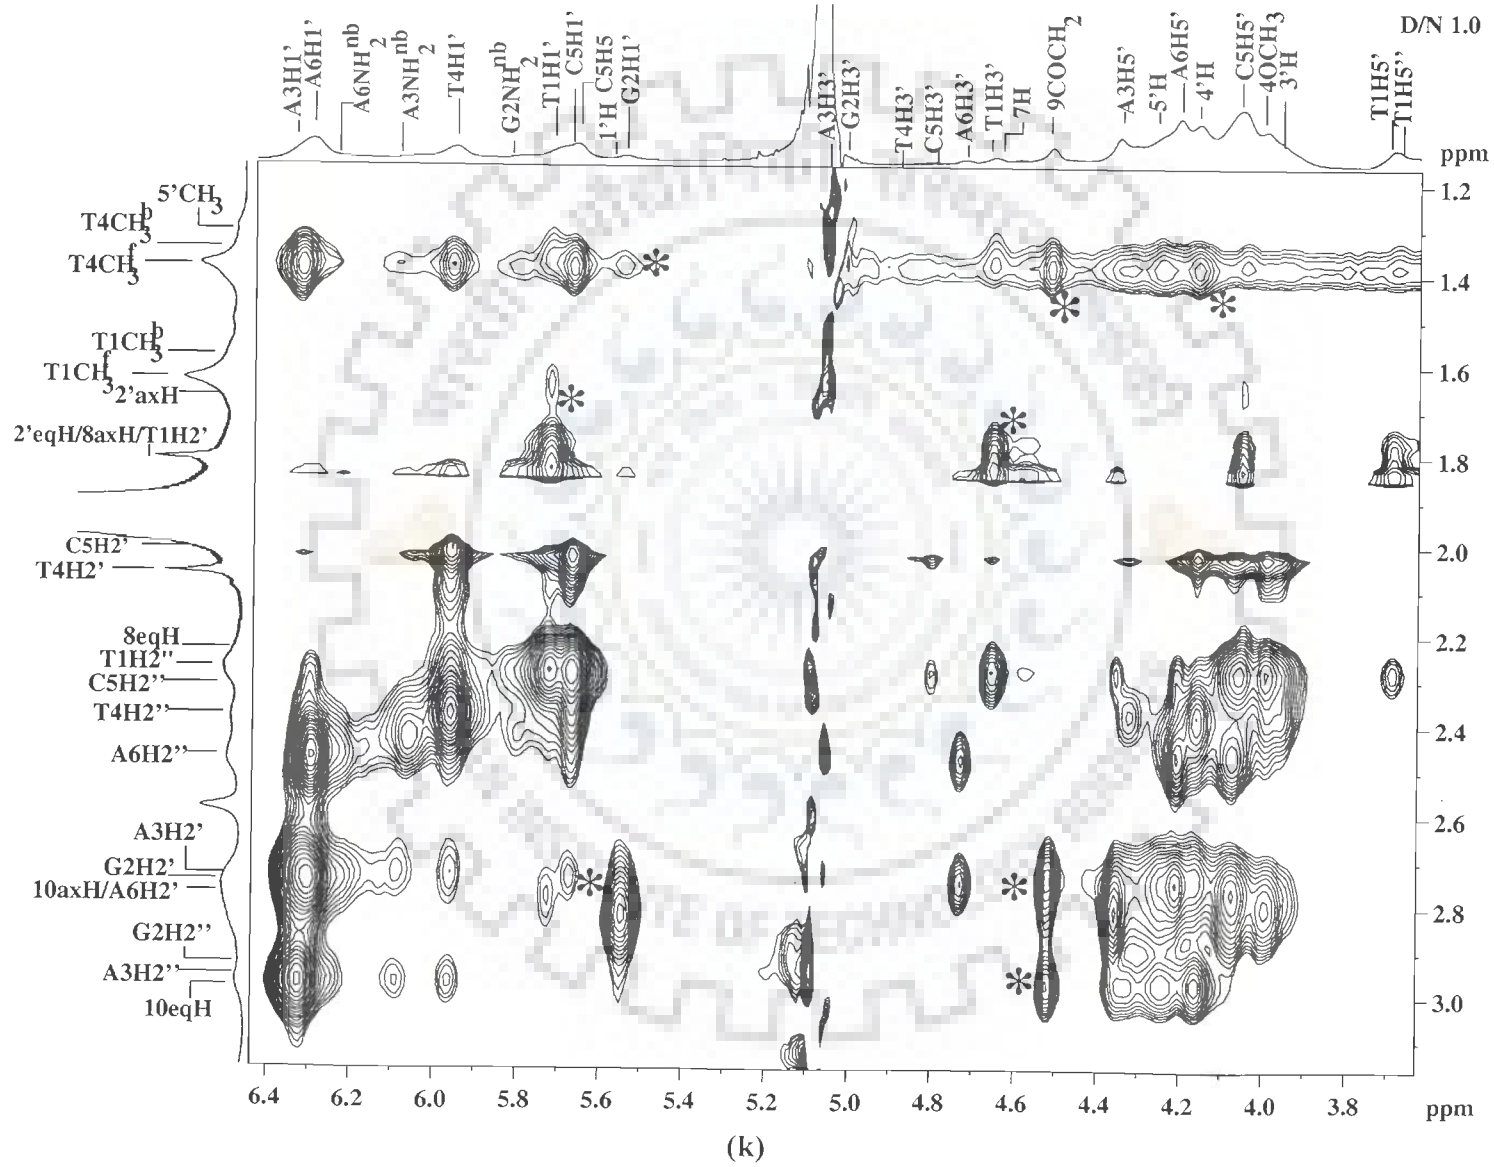 D/N 1.0
A3H1'
A6H1'
A6NH2nb
A3NH2nb
T4H1'
G2NH2nb
T1H1'
C5H1'
1'H C5H5
G2H1'
A3H3'
G2H3'
T4H3'
C5H3'
A6H3'
T1H3'
7H
9COCH2
A3H5'
5'H
A6H5'
4'H
C5H5'
4OCH3
3'H
T1H5'
T1H5''
ppm
5'CH3
T4CH3b
T4CH3f
T1CH3b
T1CH3f
2'axH
2'eqH/8axH/T1H2'
C5H2'
T4H2'
8eqH
T1H2''
C5H2''
T4H2''
A6H2''
A3H2'
G2H2'
10axH/A6H2'
G2H2''
A3H2''
10eqH
1.2
1.4
1.6
1.8
2.0
2.2
2.4
2.6
2.8
3.0
* * * * * * * *
6.4 6.2 6.0 5.8 5.6 5.4 5.2 5.0 4.8 4.6 4.4 4.2 4.0 3.8 ppm
(k)